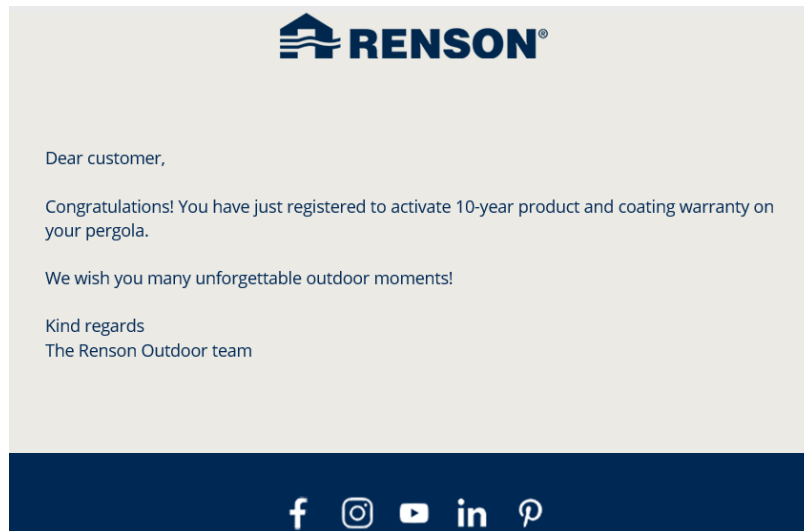 RENSON®
Dear customer,
Congratulations! You have just registered to activate 10-year product and coating warranty on
your pergola.
We wish you many unforgettable outdoor moments!
Kind regards
The Renson Outdoor team